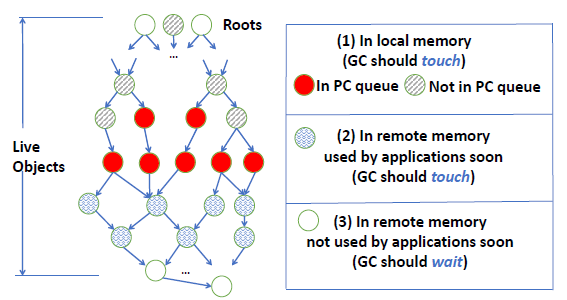 Roots
...
Live
Objects
...
(1) In local memory
(GC should touch)
In PC queue
Not in PC queue
(2) In remote memory
used by applications soon
(GC should touch)
(3) In remote memory
not used by applications soon
(GC should wait)